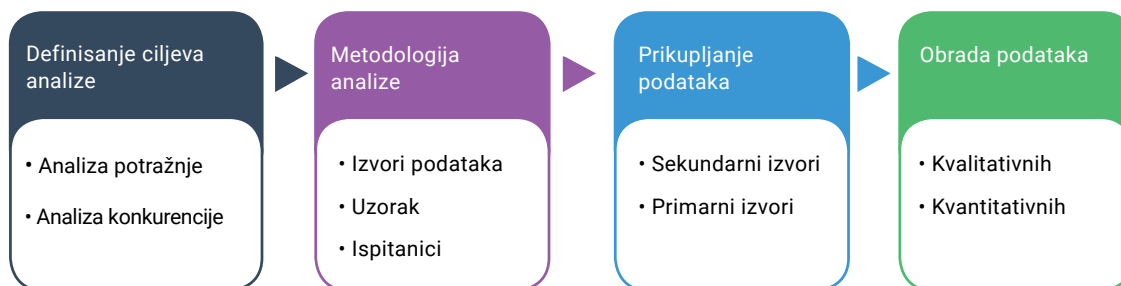 Definisanje ciljeva
analize
• Analiza potražnje
• Analiza konkurencije
Metodologija
analize
• Izvori podataka
• Uzorak
• Ispitanici
Prikupljanje
podataka
• Sekundarni izvori
• Primarni izvori
Obrada podataka
• Kvalitativnih
• Kvantitativnih